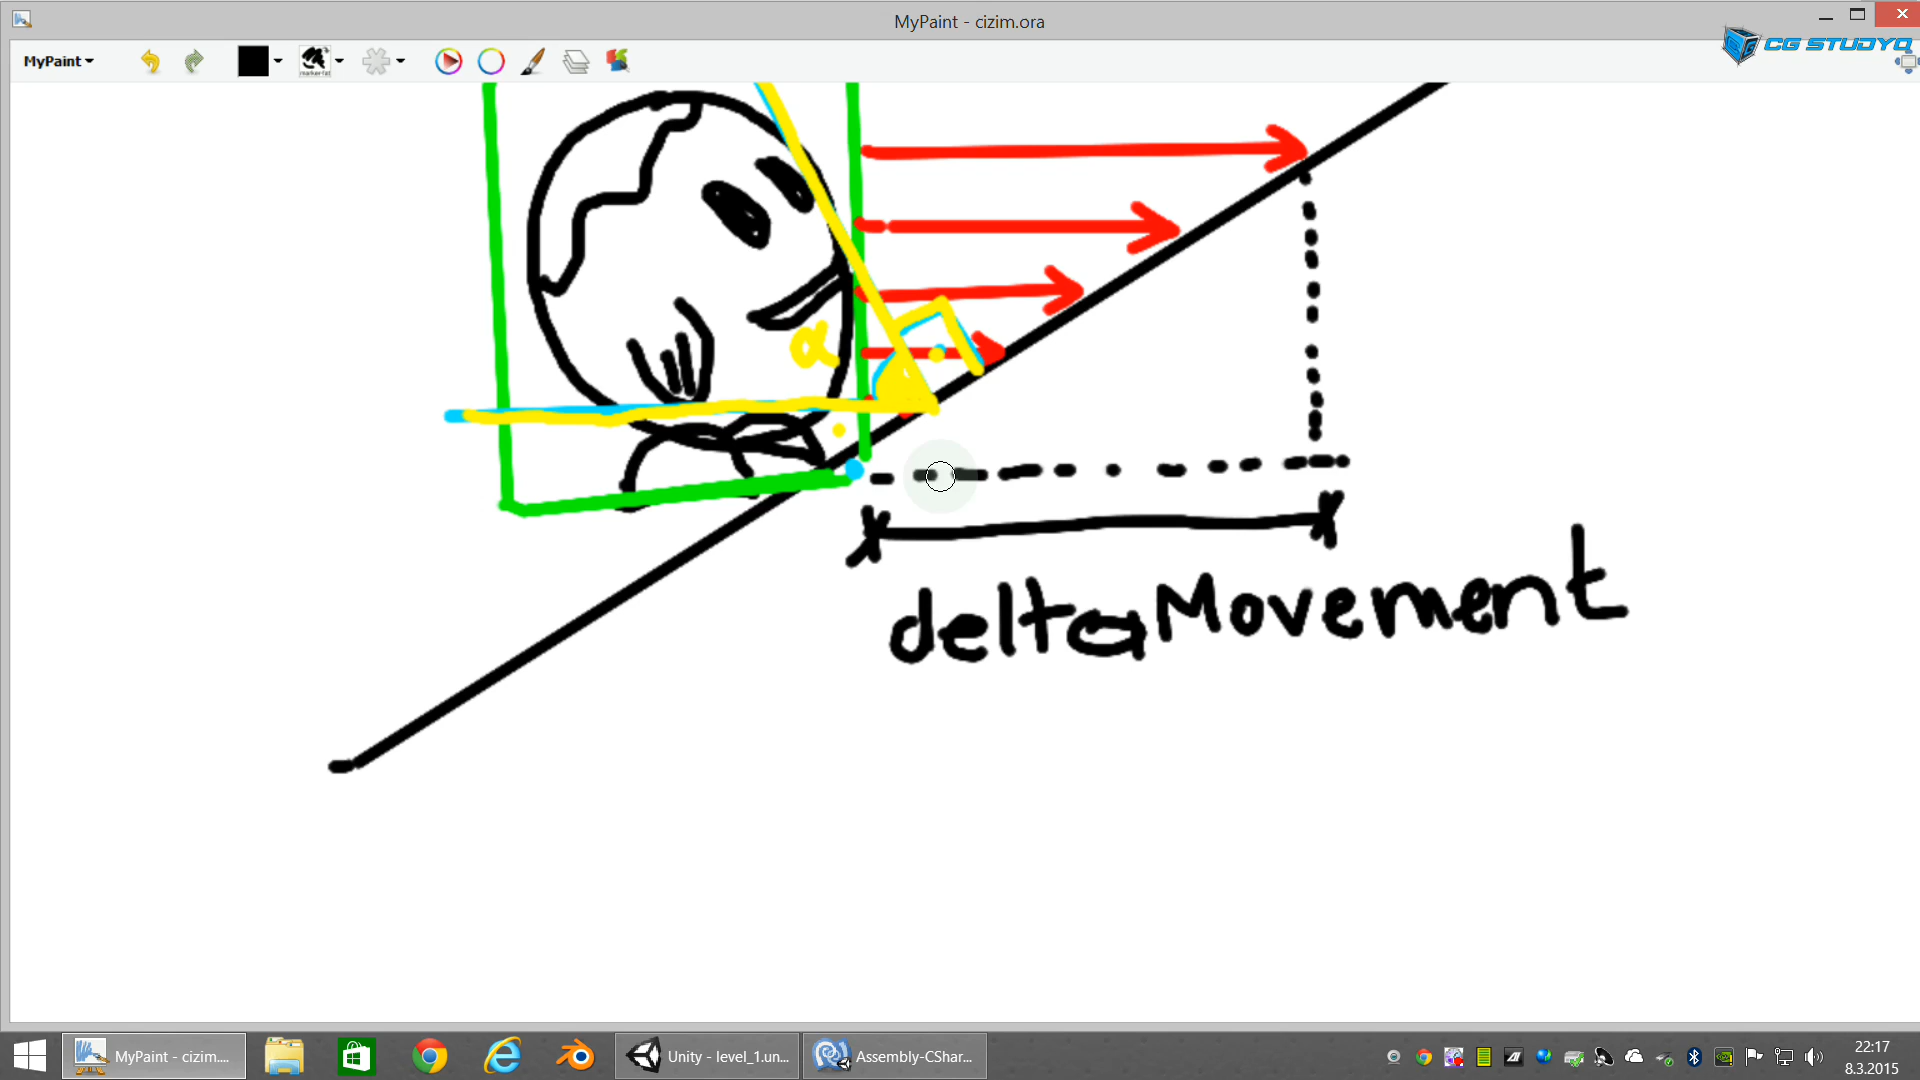 MyPaint - cizim.ora
CG STUDYO
MyPaint
α
deltaMovement
MyPaint - cizim....
Unity - level_1.un...
Assembly-CShar...
22:17
8.3.2015